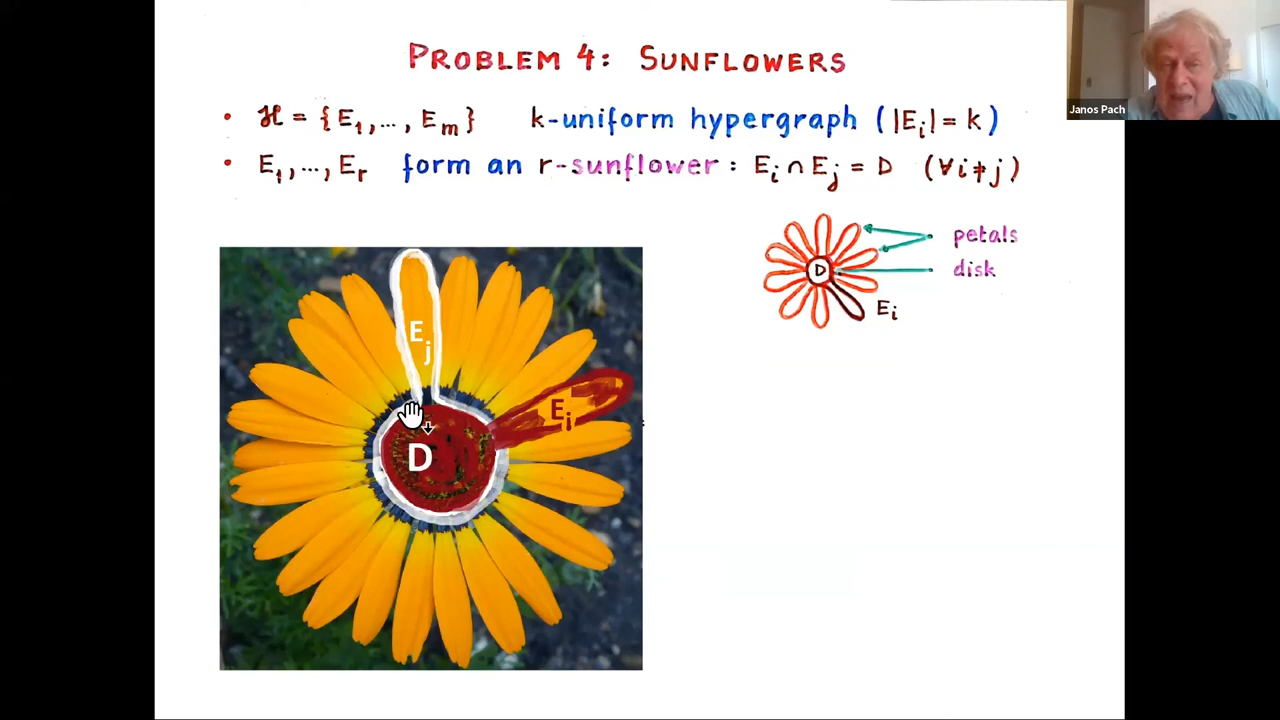 PROBLEM 4: SUNFLOWERS
Janos Pach
• ℋ = {E₁,..., Eₘ} k-uniform hypergraph (|Eᵢ|= k)
• E₁,..., Eᵣ form an r-sunflower : Eᵢ ∩ Eⱼ = D (∀i≠j)
petals
D
disk
Eᵢ
Eⱼ
Eᵢ
D